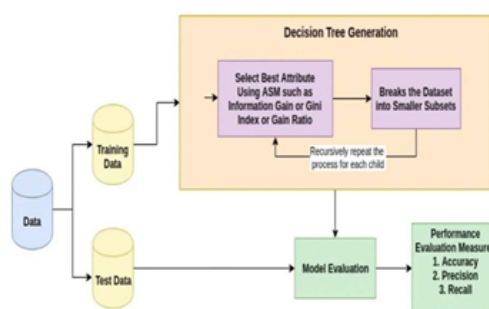 Decision Tree Generation
Select Best Attribute
Using ASM such as
Information Gain or Gini
Index or Gain Ratio
Breaks the Dataset
into Smaller Subsets
Recursively repeat the
process for each child
Training
Data
Data
Test Data
Model Evaluation
Performance
Evaluation Measure
1. Accuracy
2. Precision
3. Recall